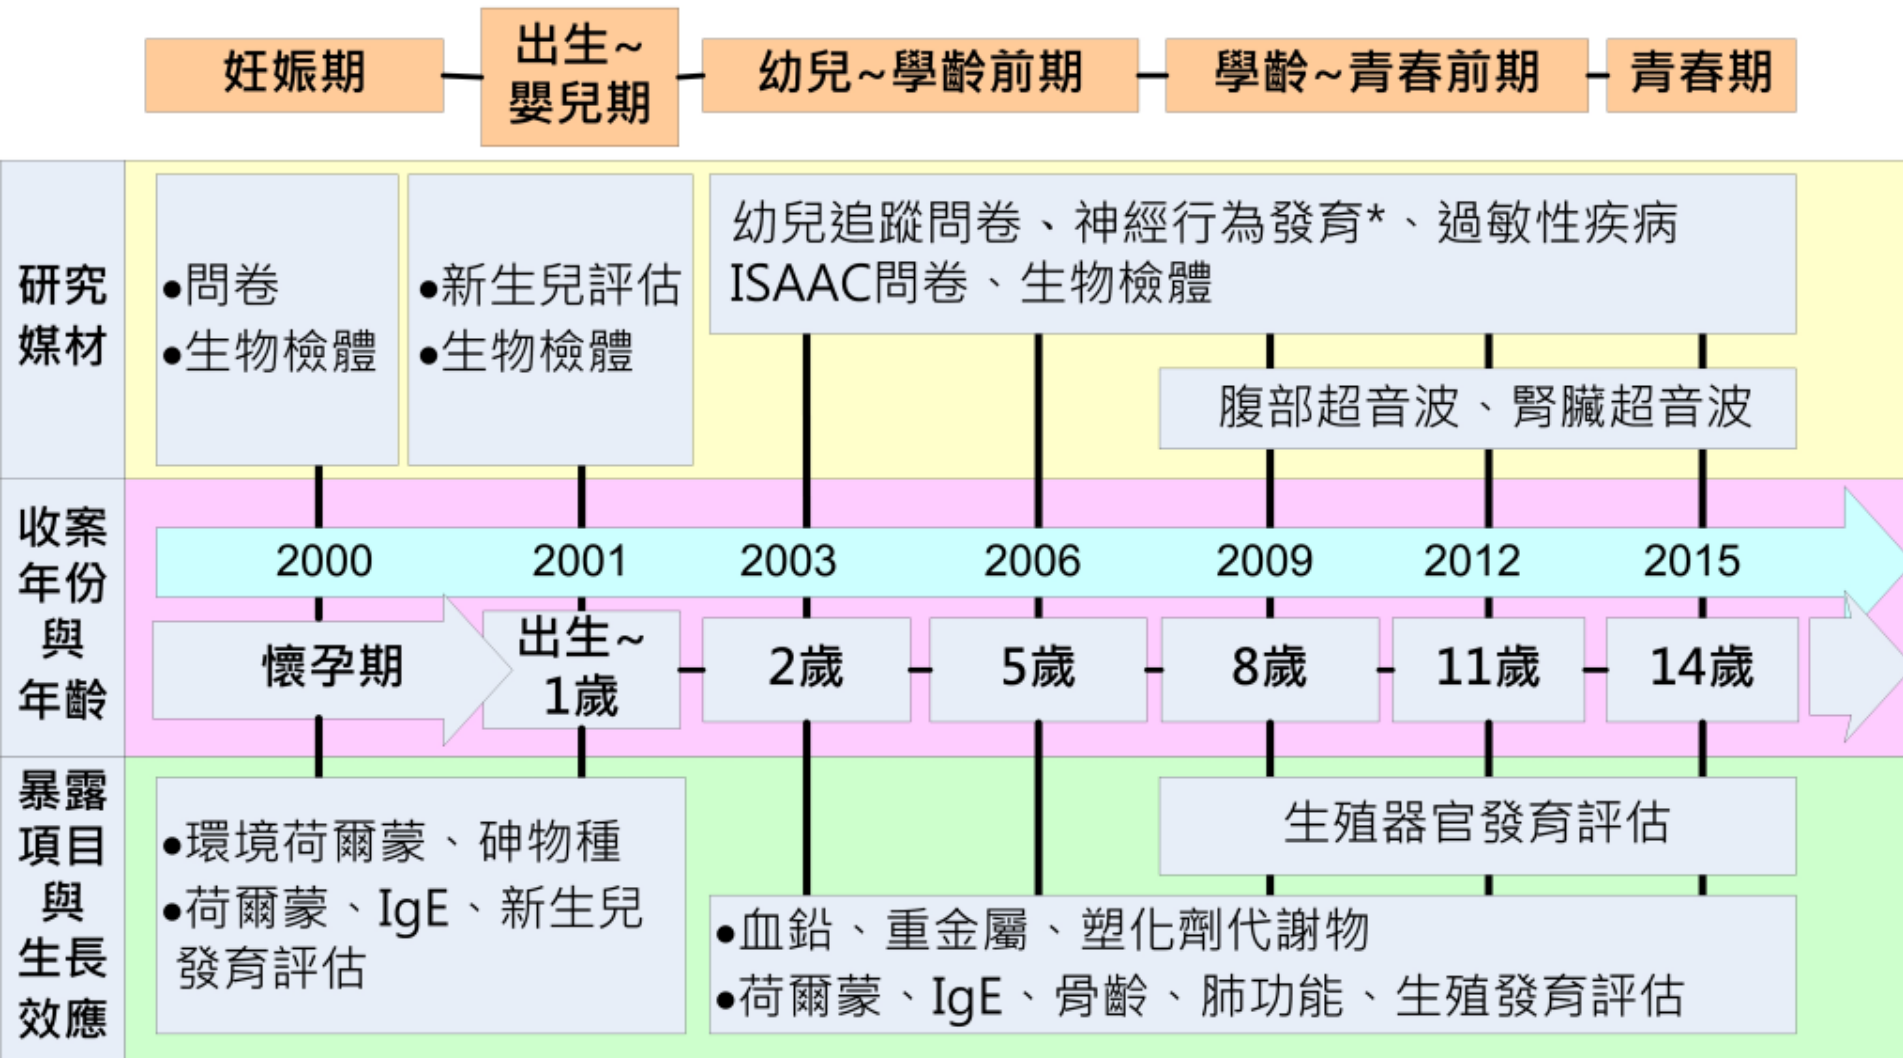 妊娠期
出生~
嬰兒期
幼兒~學齡前期
學齡~青春前期
青春期
研究
媒材
●問卷
●生物檢體
●新生兒評估
●生物檢體
幼兒追蹤問卷、神經行為發育*、過敏性疾病
ISAAC問卷、生物檢體
腹部超音波、腎臟超音波
收案
年份
與
年齡
2000
2001
2003
2006
2009
2012
2015
懷孕期
出生~
1歲
2歲
5歲
8歲
11歲
14歲
暴露
項目
與
生長
效應
●環境荷爾蒙、砷物種
●荷爾蒙、IgE、新生兒
發育評估
生殖器官發育評估
●血鉛、重金屬、塑化劑代謝物
●荷爾蒙、IgE、骨齡、肺功能、生殖發育評估